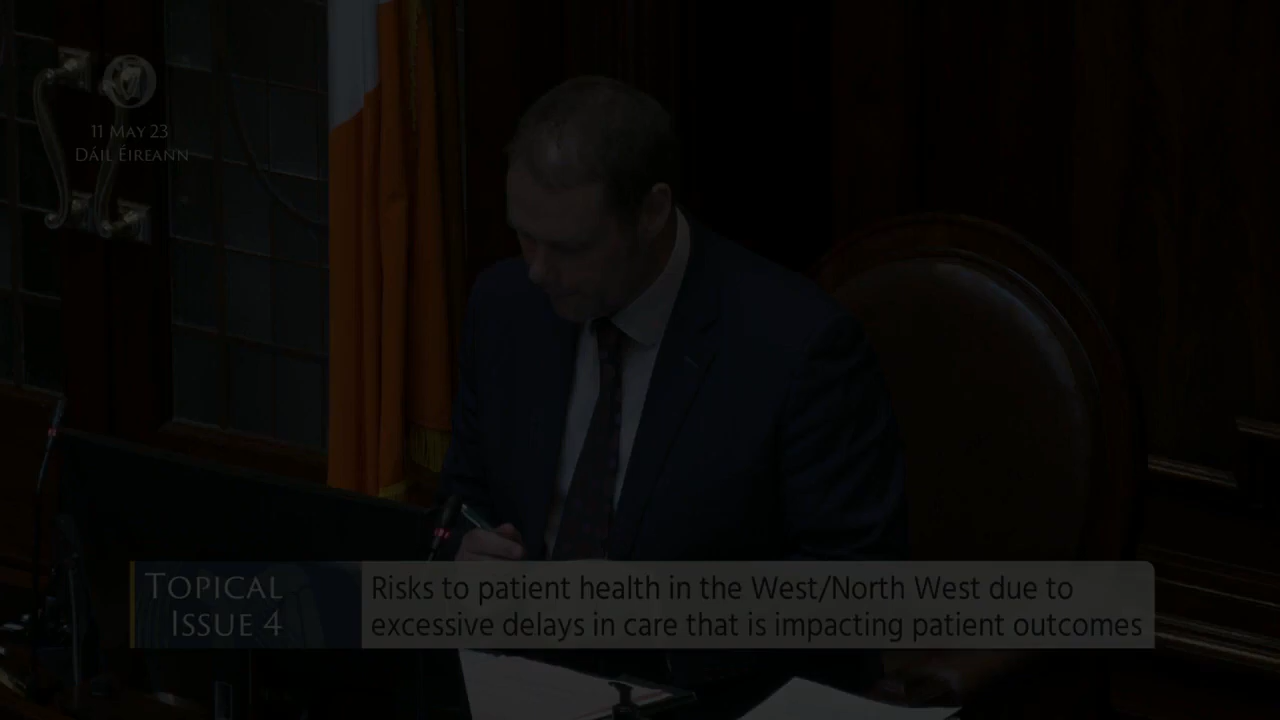 11 May 23
Dáil Éireann
Topical
Issue 4
Risks to patient health in the West/North West due to
excessive delays in care that is impacting patient outcomes